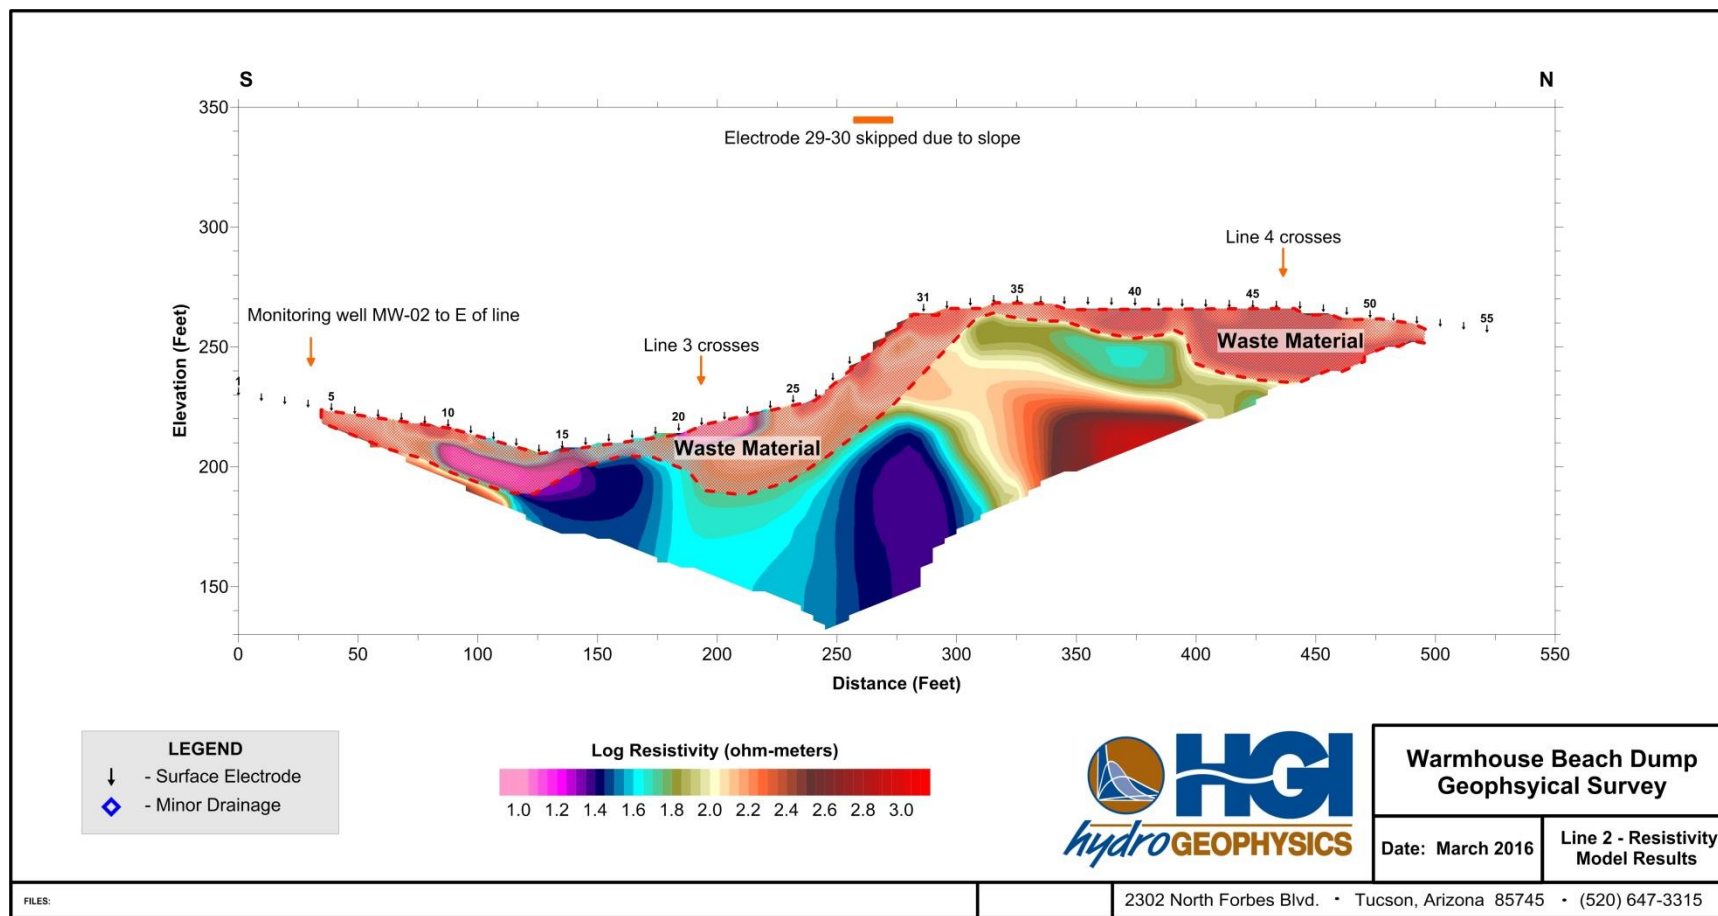 S
N
350
300
250
200
150
Elevation (Feet)
Electrode 29-30 skipped due to slope
Line 4 crosses
Monitoring well MW-02 to E of line
Line 3 crosses
1
5
10
15
20
25
31
35
40
45
50
55
Waste Material
Waste Material
0
50
100
150
200
250
300
350
400
450
500
550
Distance (Feet)
LEGEND
- Surface Electrode
- Minor Drainage
Log Resistivity (ohm-meters)
1.0 1.2 1.4 1.6 1.8 2.0 2.2 2.4 2.6 2.8 3.0
HGI
hydroGEOPHYSICS
Warmhouse Beach Dump
Geophsyical Survey
Date: March 2016
Line 2 - Resistivity
Model Results
FILES:
2302 North Forbes Blvd. • Tucson, Arizona 85745 • (520) 647-3315